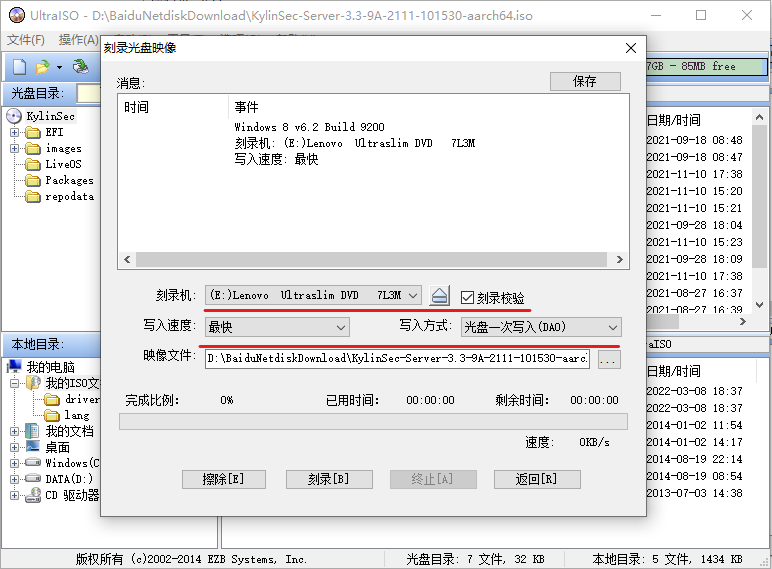 UltraISO - D:\BaiduNetdiskDownload\KylinSec-Server-3.3-9A-2111-101530-aarch64.iso
文件(F) 操作(A)
7GB - 85MB free
光盘目录:
日期/时间
KylinSec
EFI
images
LiveOS
Packages
repodata
2021-09-18 08:48
2021-09-18 08:47
2021-11-10 17:38
2021-11-10 15:20
2021-11-10 15:21
2021-09-28 18:04
2021-11-10 15:23
2021-09-28 18:09
2021-11-10 17:38
2021-08-27 16:38
刻录光盘映像
消息:
保存
时间 事件
Windows 8 v6.2 Build 9200
刻录机: (E:)Lenovo Ultraslim DVD 7L3M
写入速度: 最快
刻录机: (E:)Lenovo Ultraslim DVD 7L3M 刻录校验
写入速度: 最快 写入方式: 光盘一次写入(DAO)
映像文件: D:\BaiduNetdiskDownload\KylinSec-Server-3.3-9A-2111-101530-aarc ...
完成比例: 0% 已用时间: 00:00:00 剩余时间: 00:00:00
速度: 0KB/s
擦除[E] 刻录[B] 终止[A] 返回[R]
本地目录:
raISO
我的电脑
我的ISO文
driver
lang
我的文档
桌面
Windows(C
DATA(D:)
CD 驱动器
日期/时间
2022-03-08 18:37
2022-03-08 18:37
2014-01-02 11:54
2014-01-02 14:17
2014-08-19 22:14
2014-08-19 08:54
2013-07-03 14:38
版权所有 (c)2002-2014 EZB Systems, Inc.
光盘目录: 7 文件, 32 KB
本地目录: 5 文件, 1434 KB